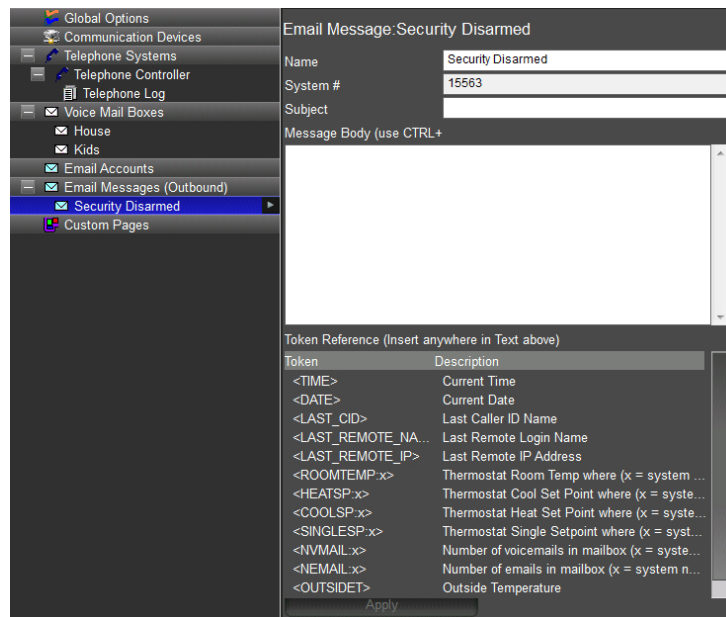 Global Options
Communication Devices
Telephone Systems
Telephone Controller
Telephone Log
Voice Mail Boxes
House
Kids
Email Accounts
Email Messages (Outbound)
Security Disarmed
Custom Pages
Email Message:Security Disarmed
Name Security Disarmed
System # 15563
Subject
Message Body (use CTRL+
Token Reference (Insert anywhere in Text above)
Token Description
<TIME> Current Time
<DATE> Current Date
<LAST_CID> Last Caller ID Name
<LAST_REMOTE_NA... Last Remote Login Name
<LAST_REMOTE_IP> Last Remote IP Address
<ROOMTEMP:x> Thermostat Room Temp where (x = system ...
<HEATSP:x> Thermostat Cool Set Point where (x = syste...
<COOLSP:x> Thermostat Heat Set Point where (x = syste...
<SINGLESP:x> Thermostat Single Setpoint where (x = syst...
<NVMAIL:x> Number of voicemails in mailbox (x = syste...
<NEMAIL:x> Number of emails in mailbox (x = system n...
<OUTSIDET> Outside Temperature
Apply